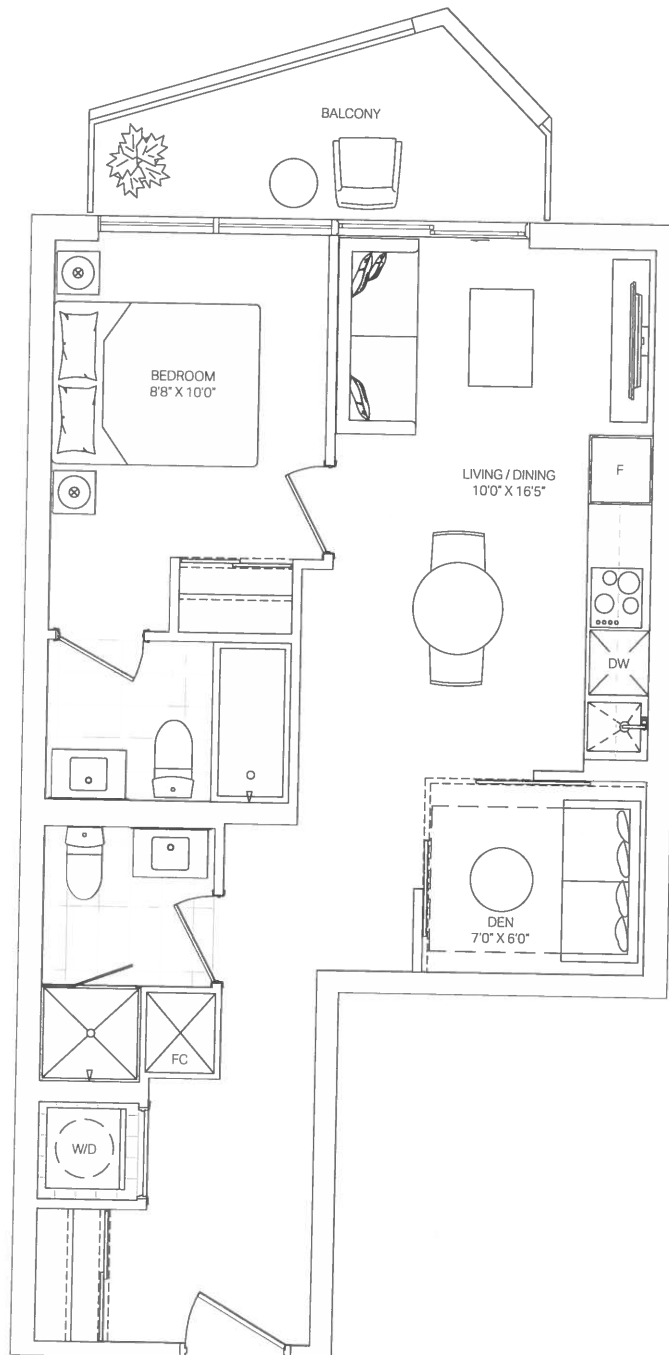 BALCONY
BEDROOM
8'8" X 10'0"
LIVING / DINING
10'0" X 16'5"
F
DW
DEN
7'0" X 6'0"
FC
W/D